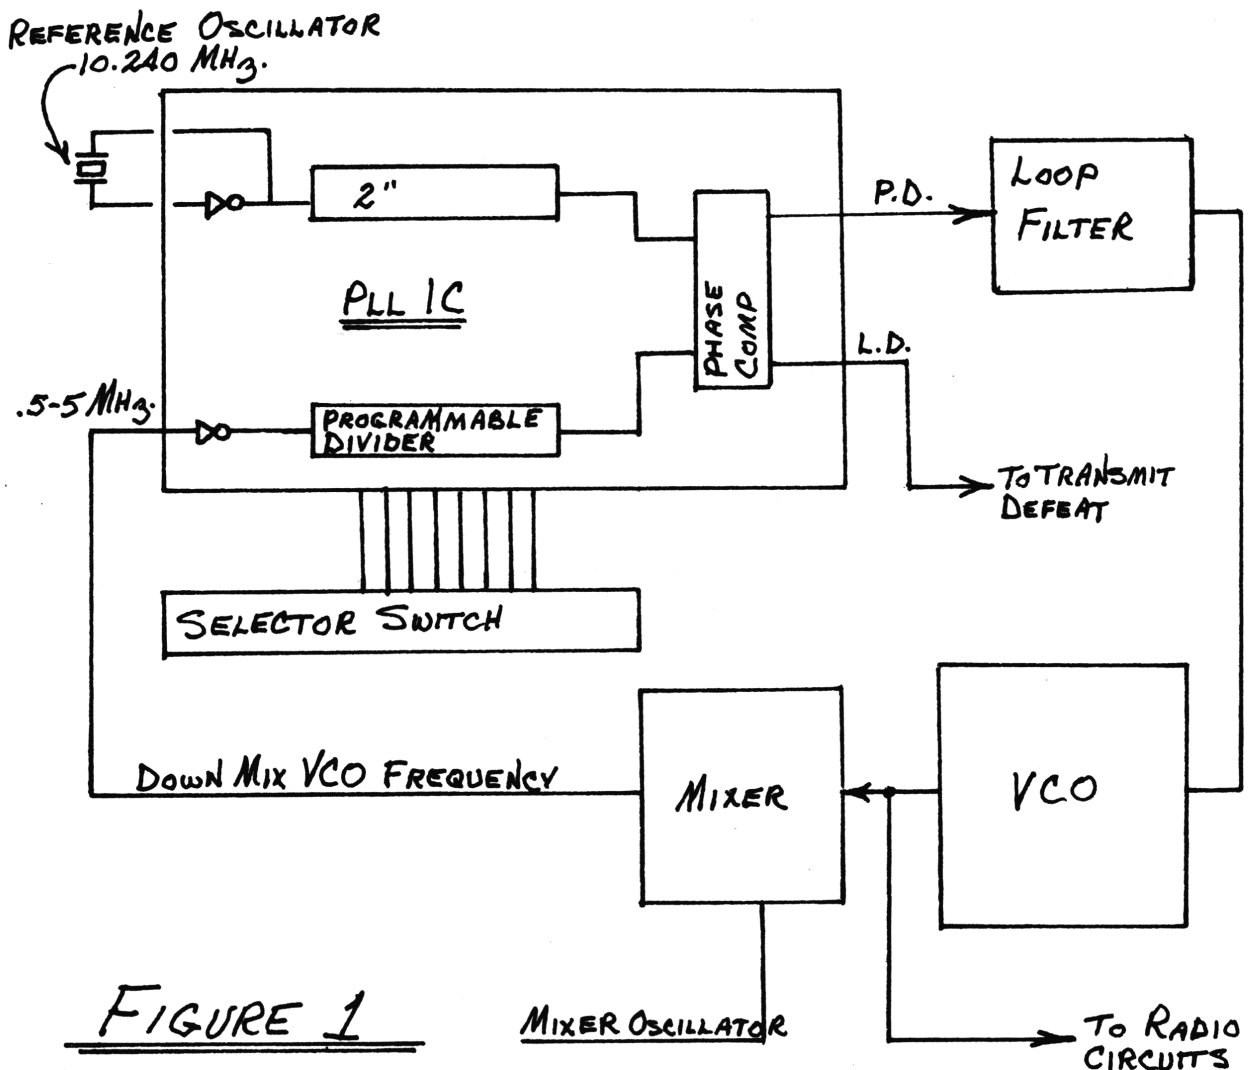 REFERENCE OSCILLATOR
10.240 MHz.
2"
PLL IC
PHASE
COMP
P.D.
LOOP
FILTER
L.D.
.5-5 MHz.
PROGRAMMABLE
DIVIDER
TO TRANSMIT
DEFEAT
SELECTOR SWITCH
DOWN MIX VCO FREQUENCY
MIXER
VCO
FIGURE 1
MIXER OSCILLATOR
TO RADIO
CIRCUITS